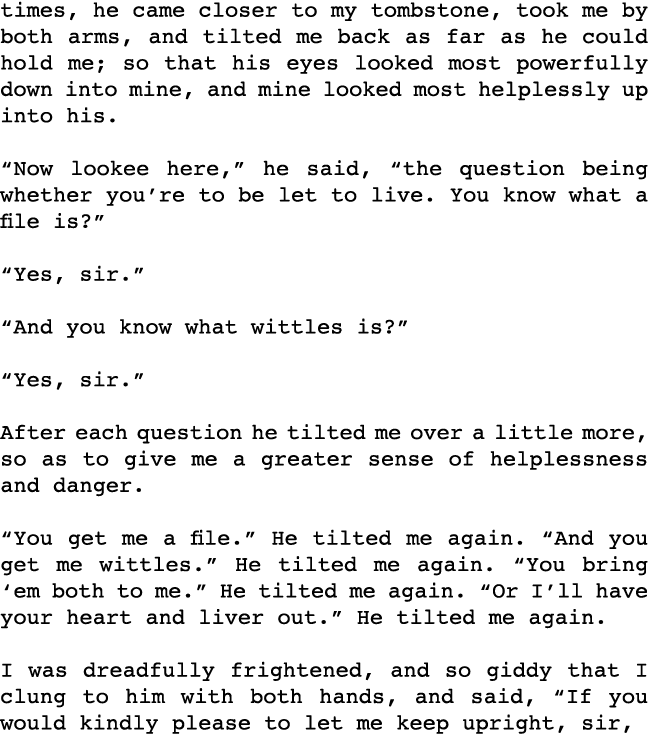 times, he came closer to my tombstone, took me by
both arms, and tilted me back as far as he could
hold me; so that his eyes looked most powerfully
down into mine, and mine looked most helplessly up
into his.
“Now lookee here,” he said, “the question being
whether you’re to be let to live. You know what a
file is?”
“Yes, sir.”
“And you know what wittles is?”
“Yes, sir.”
After each question he tilted me over a little more,
so as to give me a greater sense of helplessness
and danger.
“You get me a file.” He tilted me again. “And you
get me wittles.” He tilted me again. “You bring
‘em both to me.” He tilted me again. “Or I’ll have
your heart and liver out.” He tilted me again.
I was dreadfully frightened, and so giddy that I
clung to him with both hands, and said, “If you
would kindly please to let me keep upright, sir,